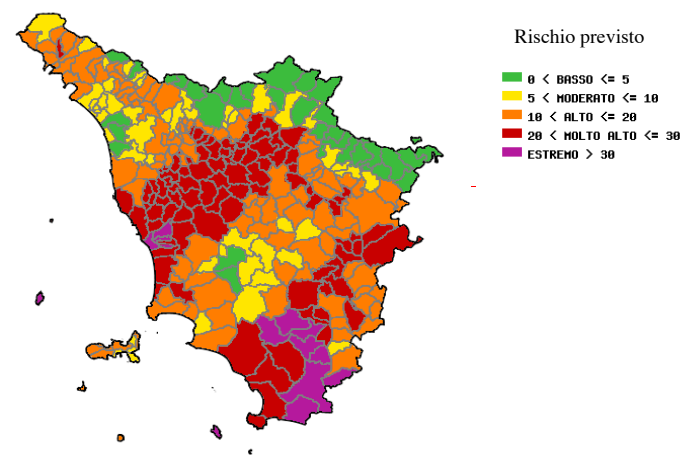 Rischio previsto
0 < BASSO <= 5
5 < MODERATO <= 10
10 < ALTO <= 20
20 < MOLTO ALTO <= 30
ESTREMO > 30